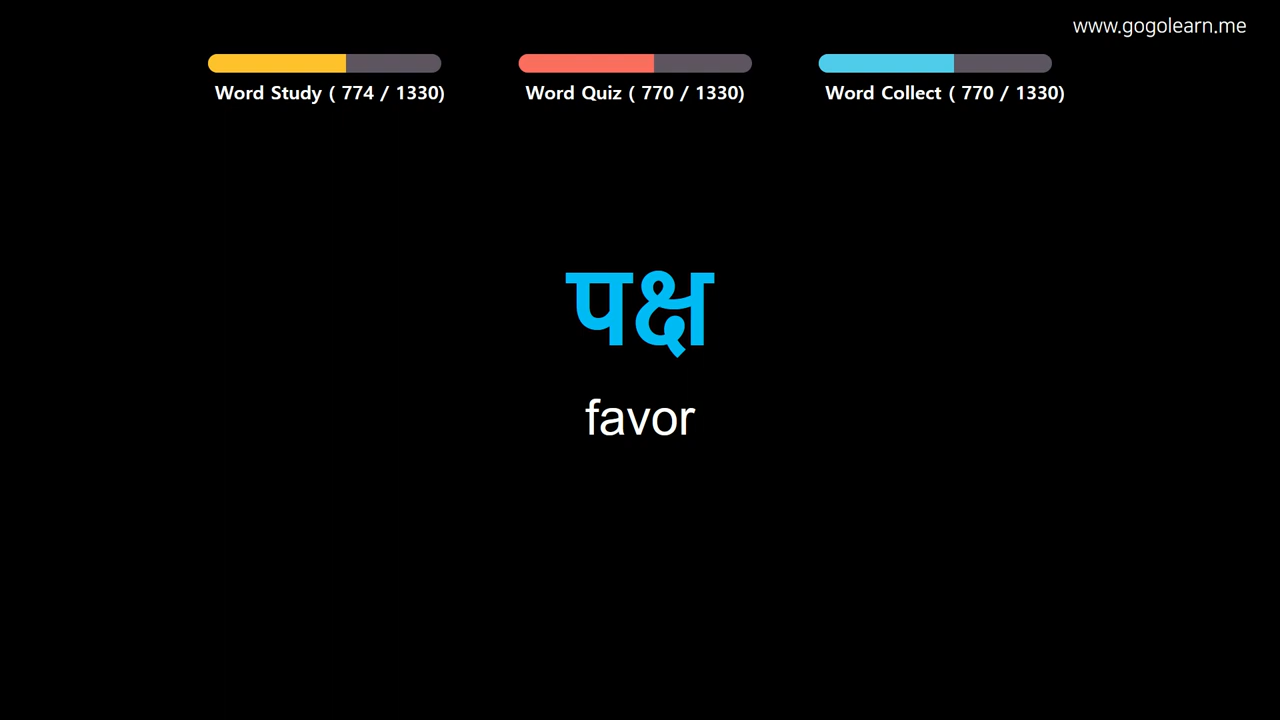 www.gogolearn.me
Word Study ( 774 / 1330)
Word Quiz ( 770 / 1330)
Word Collect ( 770 / 1330)
पक्ष
favor